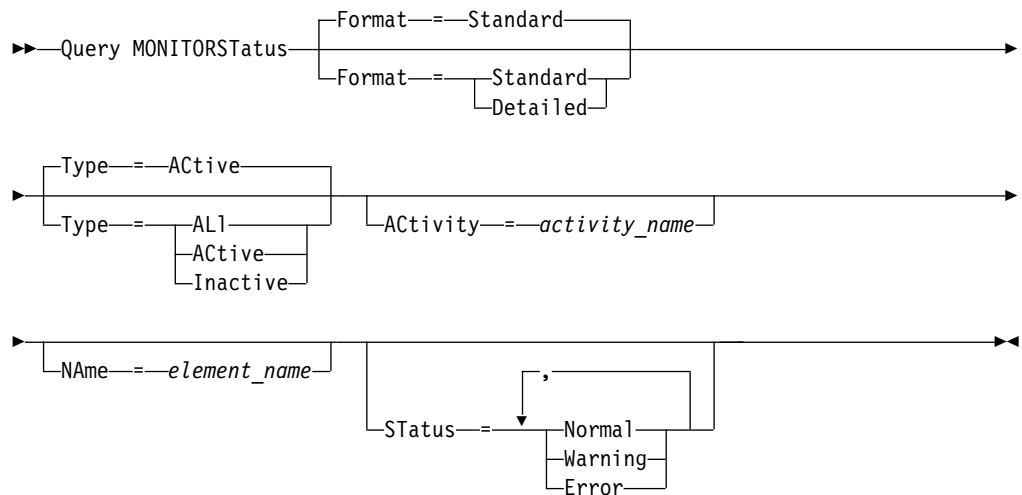 Format = Standard
Query MONITORSTatus
Format = Standard
Detailed
Type = ACtive
Type = ALl
ACtive
Inactive
ACtivity = activity_name
NAme = element_name
,
STatus = Normal
Warning
Error